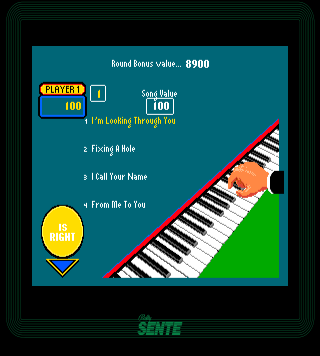 Round Bonus value... 8900
PLAYER 1
1
100
Song Value
100
1 I'm Looking Through You
2 Fixing A Hole
3 I Call Your Name
4 From Me To You
IS
RIGHT
Bally
SENTE